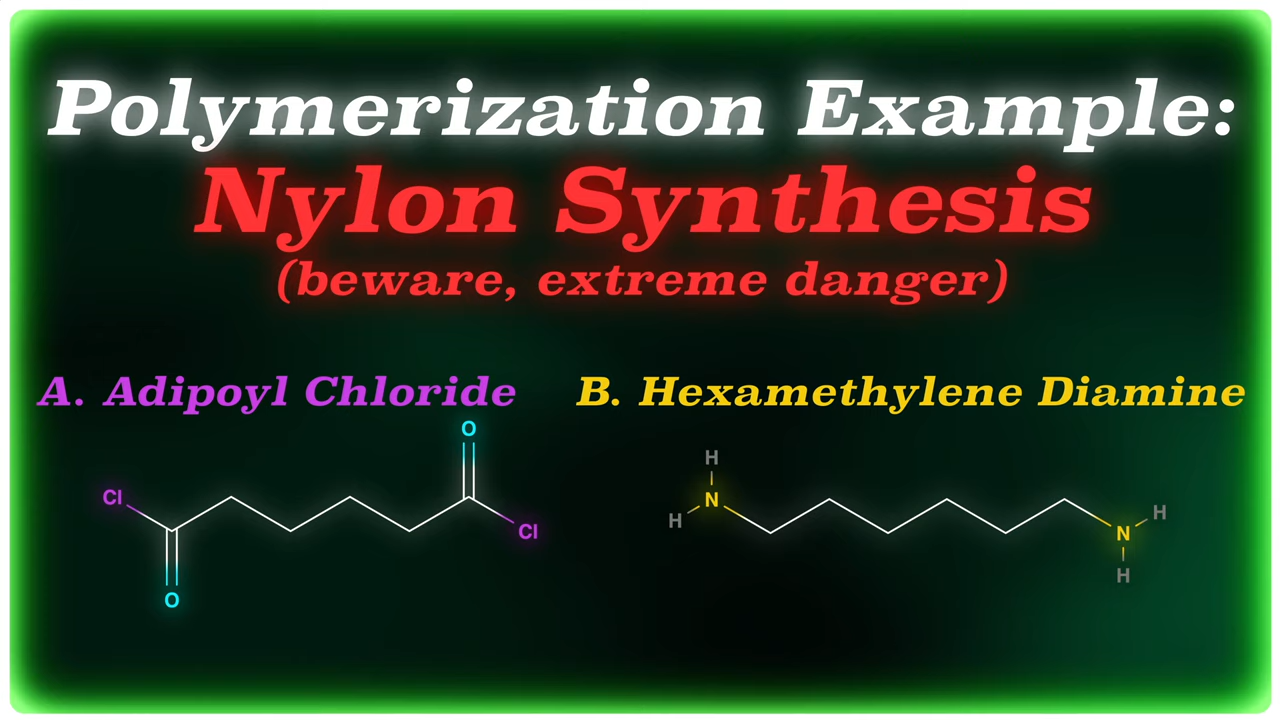 Polymerization Example:
Nylon Synthesis
(beware, extreme danger)
A. Adipoyl Chloride
B. Hexamethylene Diamine
O
Cl
Cl
O
H
N
H
H
N
H